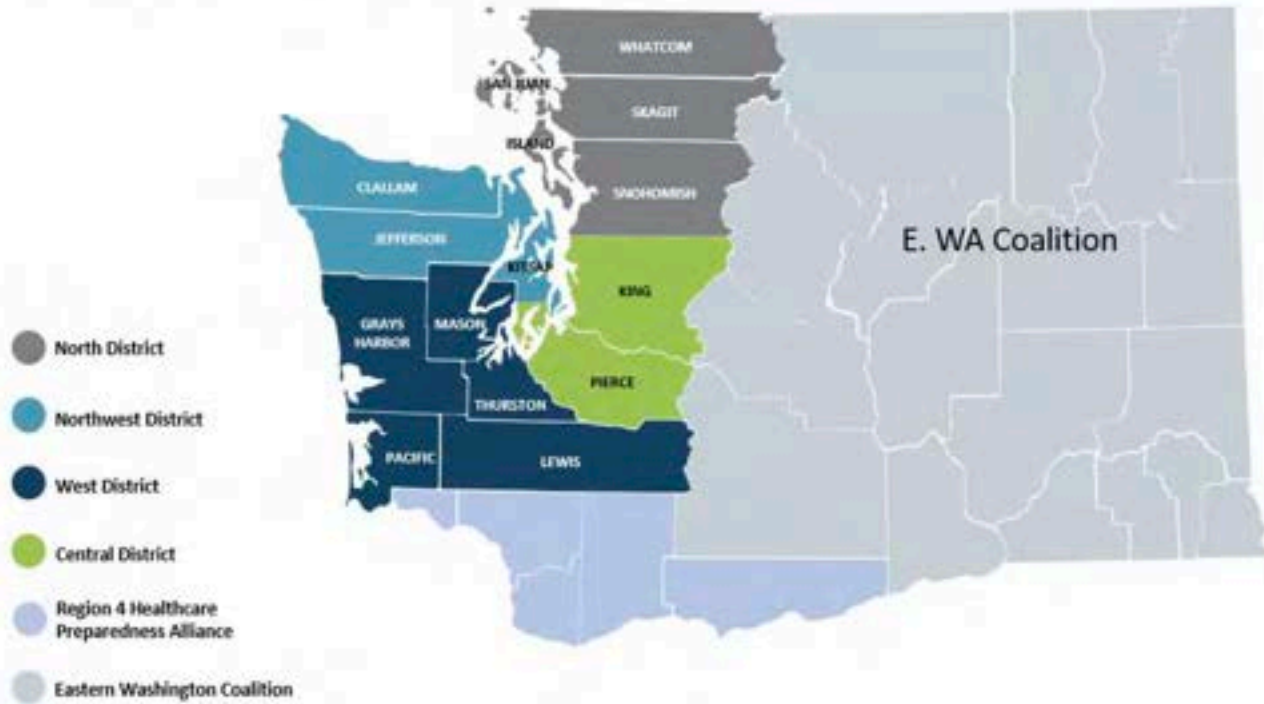 WHATCOM
SAN JUAN
SKAGIT
ISLAND
SNOHOMISH
CLALLAM
JEFFERSON
E. WA Coalition
KITSAP
KING
GRAYS
HARBOR
MASON
PIERCE
THURSTON
PACIFIC
LEWIS
North District
Northwest District
West District
Central District
Region 4 Healthcare
Preparedness Alliance
Eastern Washington Coalition